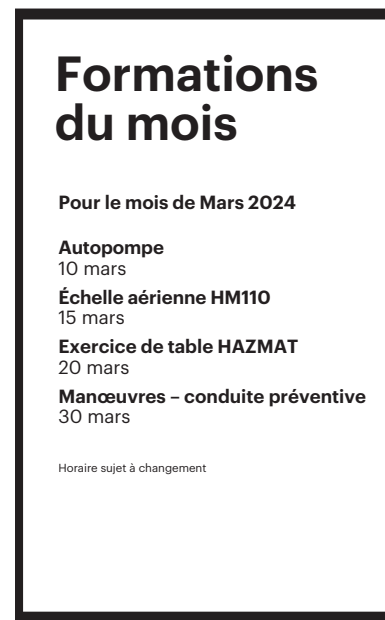 Formations
du mois
Pour le mois de Mars 2024
Autopompe
10 mars
Échelle aérienne HM110
15 mars
Exercice de table HAZMAT
20 mars
Manœuvres – conduite préventive
30 mars
Horaire sujet à changement